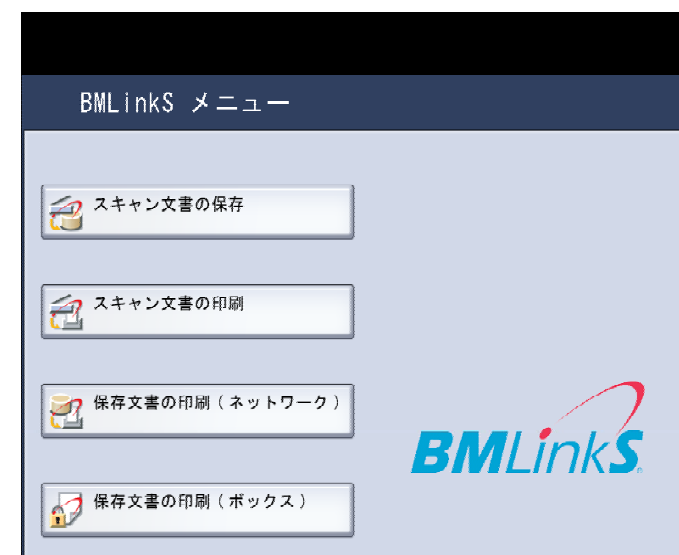 BMLinkS メニュー
スキャン文書の保存
スキャン文書の印刷
保存文書の印刷(ネットワーク)
BMLinkS
保存文書の印刷(ボックス)